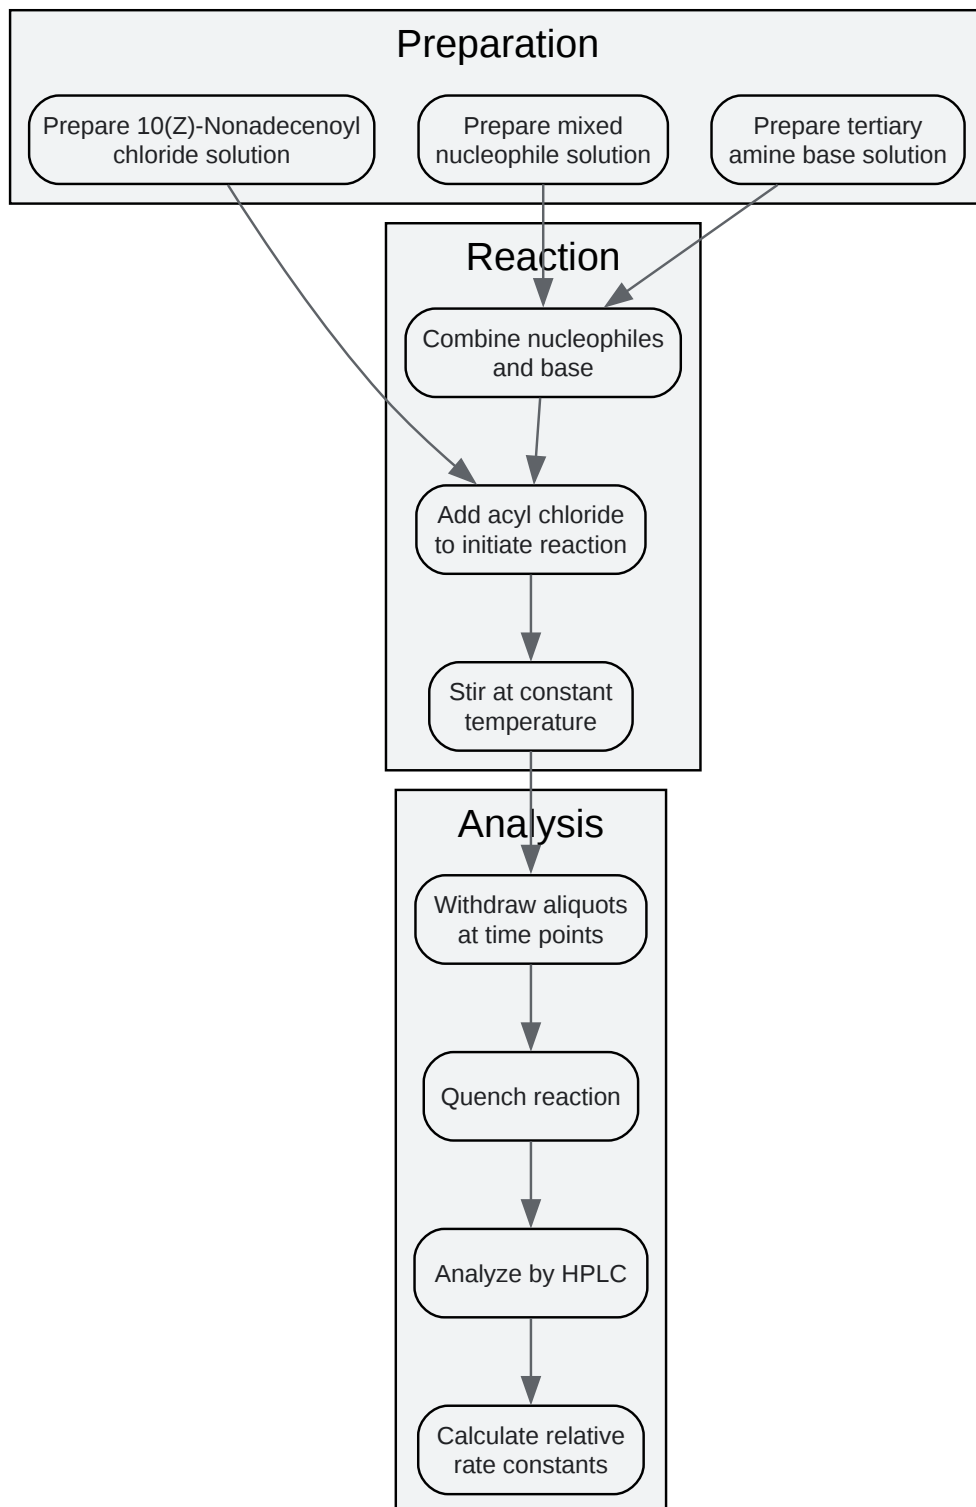 Preparation
Prepare 10(Z)-Nonadecenoyl
chloride solution
Prepare mixed
nucleophile solution
Prepare tertiary
amine base solution
Reaction
Combine nucleophiles
and base
Add acyl chloride
to initiate reaction
Stir at constant
temperature
Analysis
Withdraw aliquots
at time points
Quench reaction
Analyze by HPLC
Calculate relative
rate constants